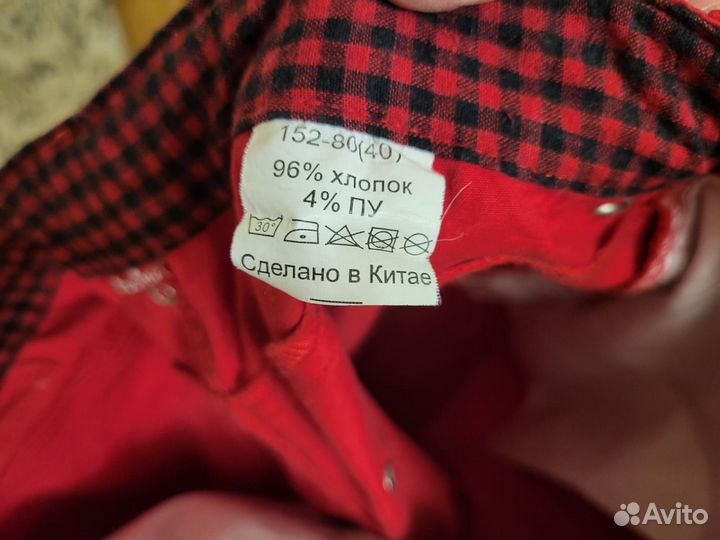 152-80(40)
96% хлопок
4% ПУ
30°
Сделано в Китае
Avito